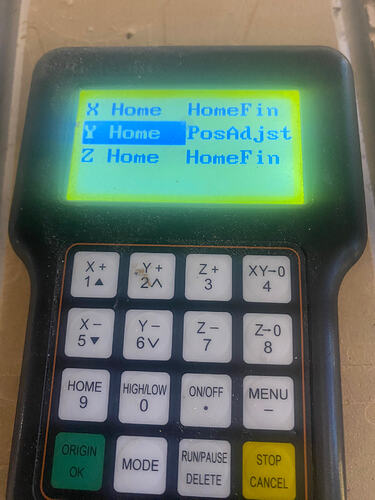 X Home HomeFin
Y Home PosAdjst
Z Home HomeFin
X+ Y+ Z+ XY→0
1▲ 2∧ 3 4
X− Y− Z− Z→0
5▼ 6∨ 7 8
HOME HIGH/LOW ON/OFF MENU
9 0 • −
ORIGIN MODE RUN/PAUSE STOP
OK DELETE CANCEL